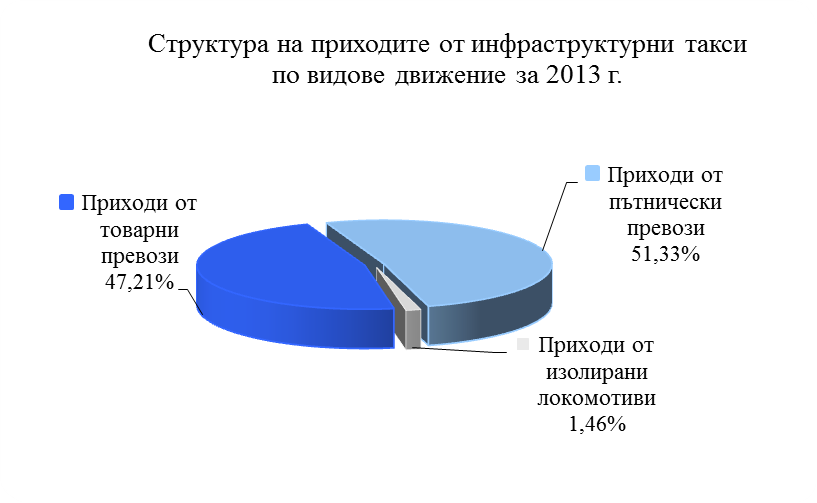 Структура на приходите от инфраструктурни такси
по видове движение за 2013 г.
Приходи от
пътнически
превози
51,33%
Приходи от
товарни
превози
47,21%
Приходи от
изолирани
локомотиви
1,46%